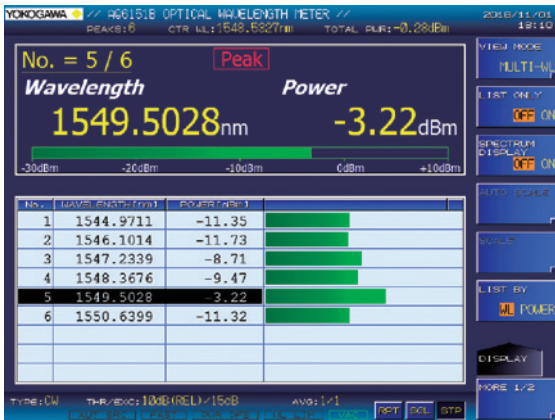 YOKOGAWA // AQ6151B OPTICAL WAVELENGTH METER // 2016/11/01
PEAKS:6 CTR WL:1548.5327nm TOTAL PWR:-0.28dBm 18:10
No. = 5 / 6 Peak
Wavelength Power
1549.5028nm -3.22dBm
-30dBm -20dBm -10dBm 0dBm +10dBm
No. WAVELENGTH[nm] POWER[dBm]
1 1544.9711 -11.35
2 1546.1014 -11.73
3 1547.2339 -8.71
4 1548.3676 -9.47
5 1549.5028 -3.22
6 1550.6399 -11.32
TYPE:CW THR/EXC:10dB(REL)/15dB AVG:1/1
RPT SGL STP
VIEW MODE
MULTI-WL
LIST ONLY
OFF ON
SPECTRUM
DISPLAY
OFF ON
AUTO SCALE
SCALE
LIST BY
WL POWER
DISPLAY
MORE 1/2